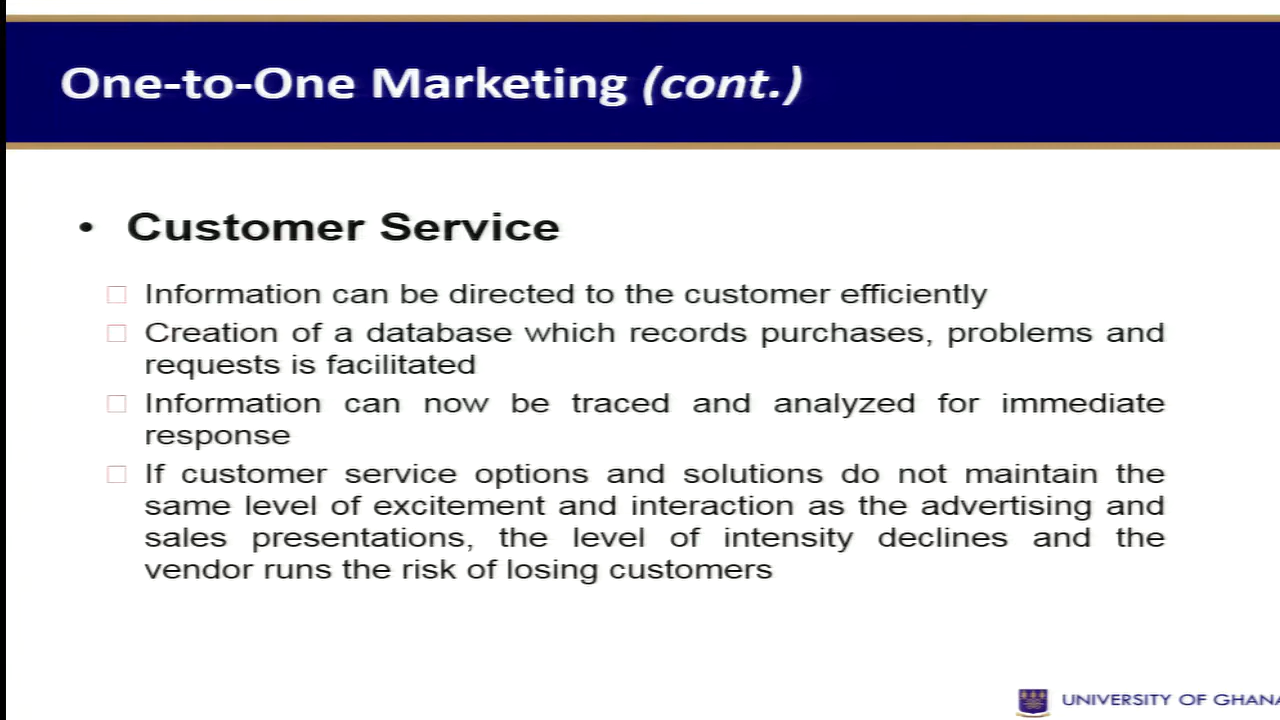 One-to-One Marketing (cont.)
• Customer Service
□ Information can be directed to the customer efficiently
□ Creation of a database which records purchases, problems and
requests is facilitated
□ Information can now be traced and analyzed for immediate
response
□ If customer service options and solutions do not maintain the
same level of excitement and interaction as the advertising and
sales presentations, the level of intensity declines and the
vendor runs the risk of losing customers
UNIVERSITY OF GHANA